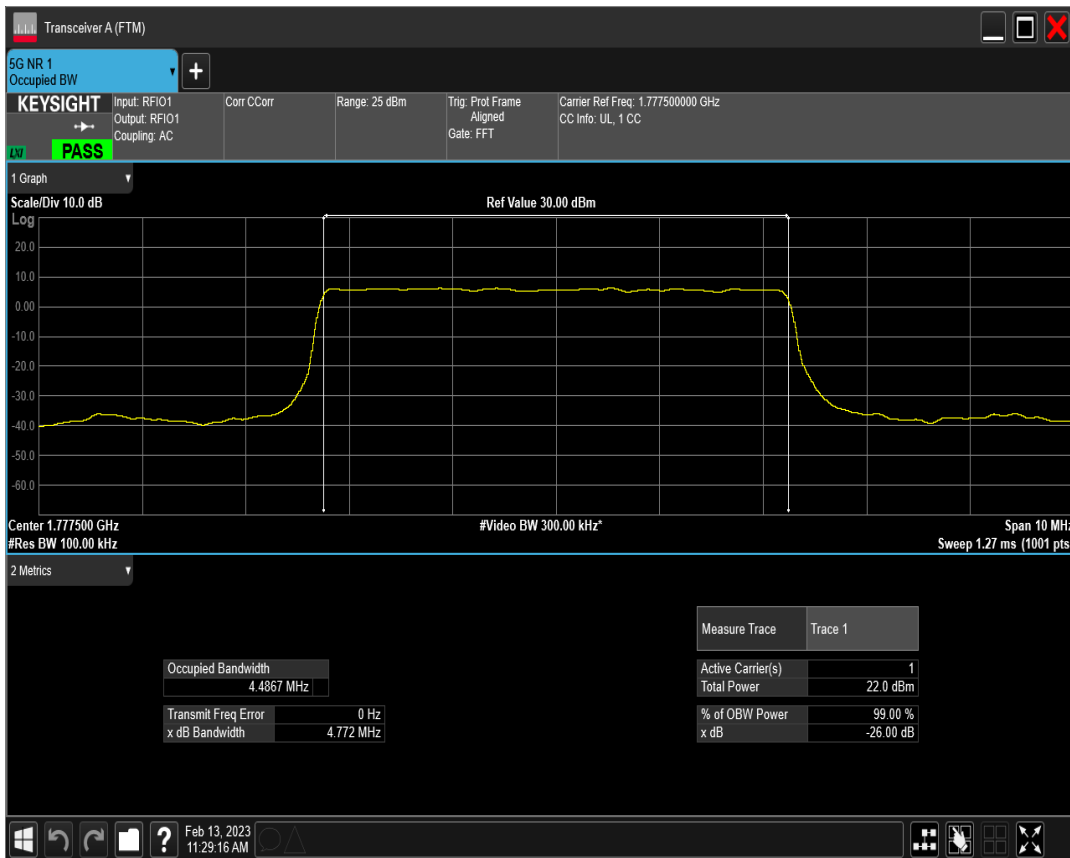 Transceiver A (FTM)
5G NR 1
Occupied BW
+
KEYSIGHT
LXI
PASS
Input: RFIO1
Output: RFIO1
Coupling: AC
Corr CCorr
Range: 25 dBm
Trig: Prot Frame
Aligned
Gate: FFT
Carrier Ref Freq: 1.777500000 GHz
CC Info: UL, 1 CC
1 Graph
Scale/Div 10.0 dB
Ref Value 30.00 dBm
Log
20.0
10.0
0.00
-10.0
-20.0
-30.0
-40.0
-50.0
-60.0
Center 1.777500 GHz
#Video BW 300.00 kHz*
Span 10 MHz
#Res BW 100.00 kHz
Sweep 1.27 ms (1001 pts
2 Metrics
Measure Trace Trace 1
Occupied Bandwidth
4.4867 MHz
Active Carrier(s) 1
Total Power 22.0 dBm
Transmit Freq Error 0 Hz
x dB Bandwidth 4.772 MHz
% of OBW Power 99.00 %
x dB -26.00 dB
?
Feb 13, 2023
11:29:16 AM